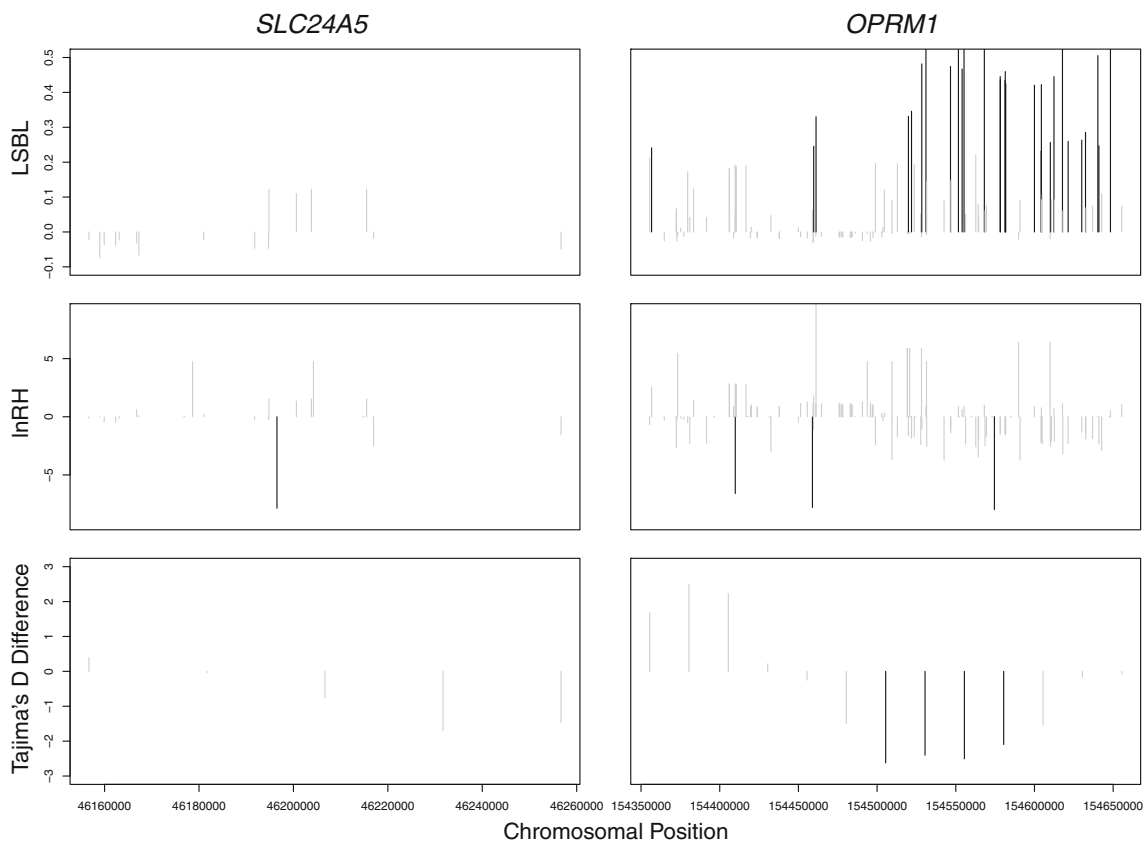 SLC24A5 OPRM1
LSBL
0.5
0.4
0.3
0.2
0.1
0.0
−0.1
lnRH
5
0
−5
Tajima's D Difference
3
2
1
0
−1
−2
−3
46160000 46180000 46200000 46220000 46240000 46260000
154350000 154400000 154450000 154500000 154550000 154600000 154650000
Chromosomal Position